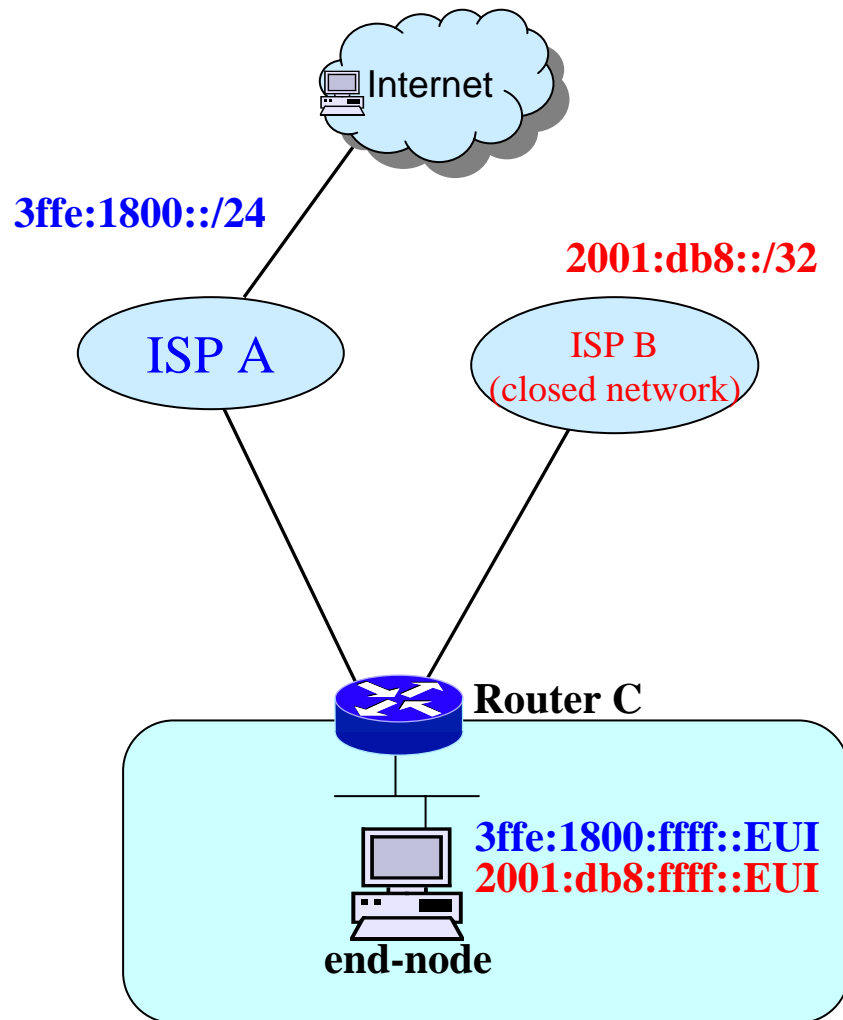 Internet
3ffe:1800::/24
2001:db8::/32
ISP A
ISP B
(closed network)
Router C
3ffe:1800:ffff::EUI
2001:db8:ffff::EUI
end-node